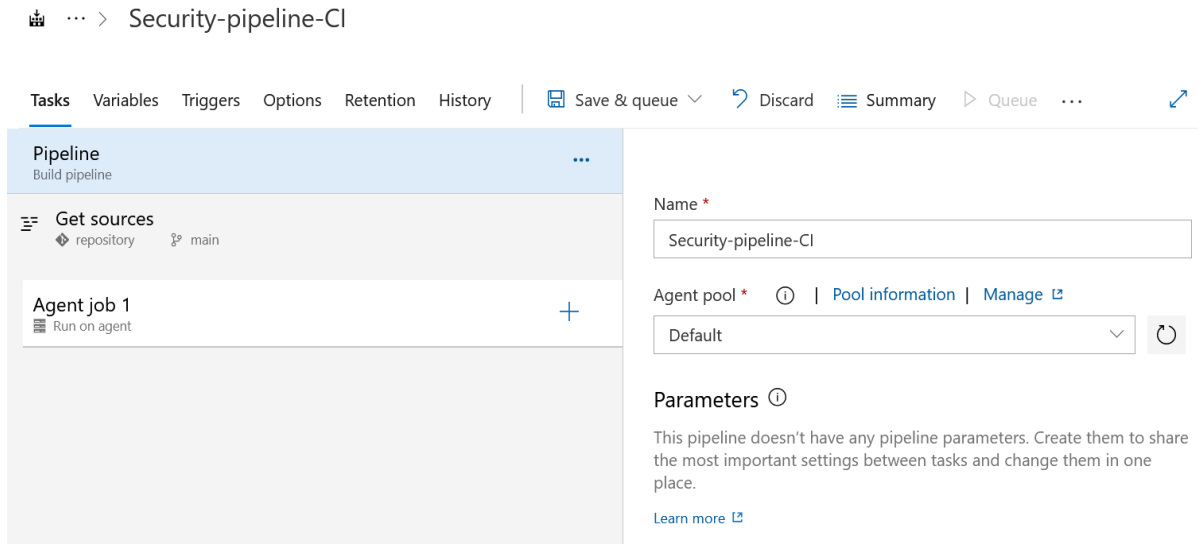 ··· > Security-pipeline-CI
Tasks Variables Triggers Options Retention History | Save & queue Discard Summary Queue ···
Pipeline
Build pipeline
Get sources
repository main
Agent job 1
Run on agent
Name *
Security-pipeline-CI
Agent pool * | Pool information | Manage
Default
Parameters
This pipeline doesn't have any pipeline parameters. Create them to share
the most important settings between tasks and change them in one
place.
Learn more